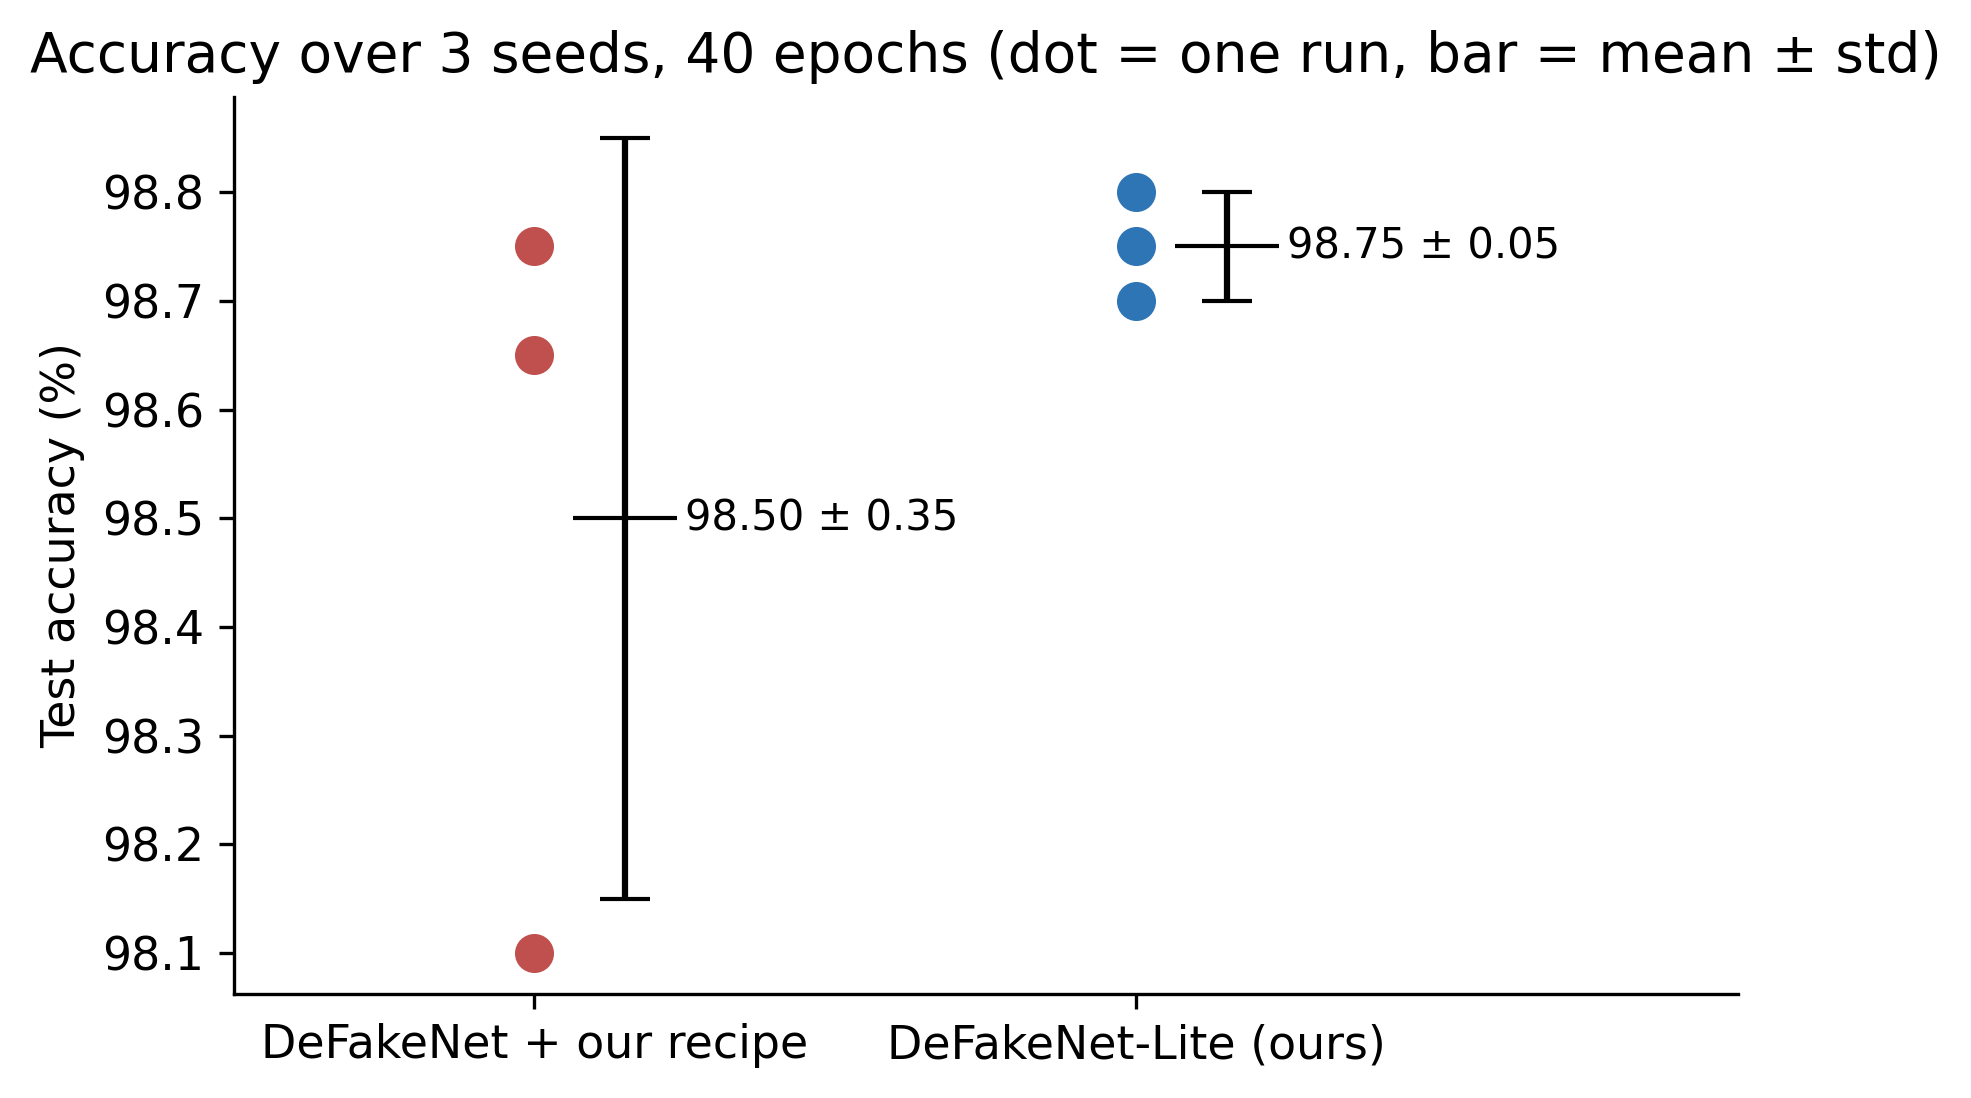 Accuracy over 3 seeds, 40 epochs (dot = one run, bar = mean ± std)
Test accuracy (%)
98.8
98.7
98.6
98.5
98.4
98.3
98.2
98.1
98.75 ± 0.05
98.50 ± 0.35
DeFakeNet + our recipe
DeFakeNet-Lite (ours)